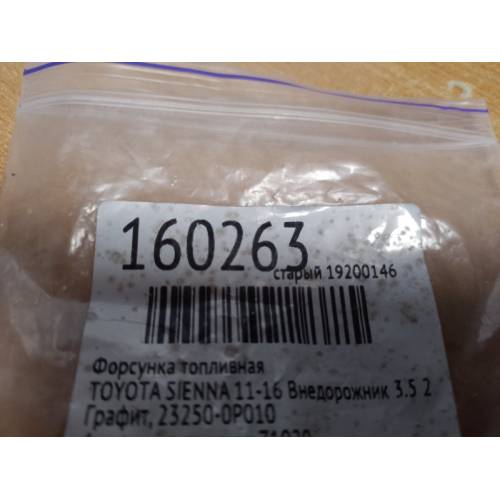 160263
старый 19200146
Форсунка топливная
TOYOTA SIENNA 11-16 Внедорожник 3.5 2
Графит, 23250-0P010